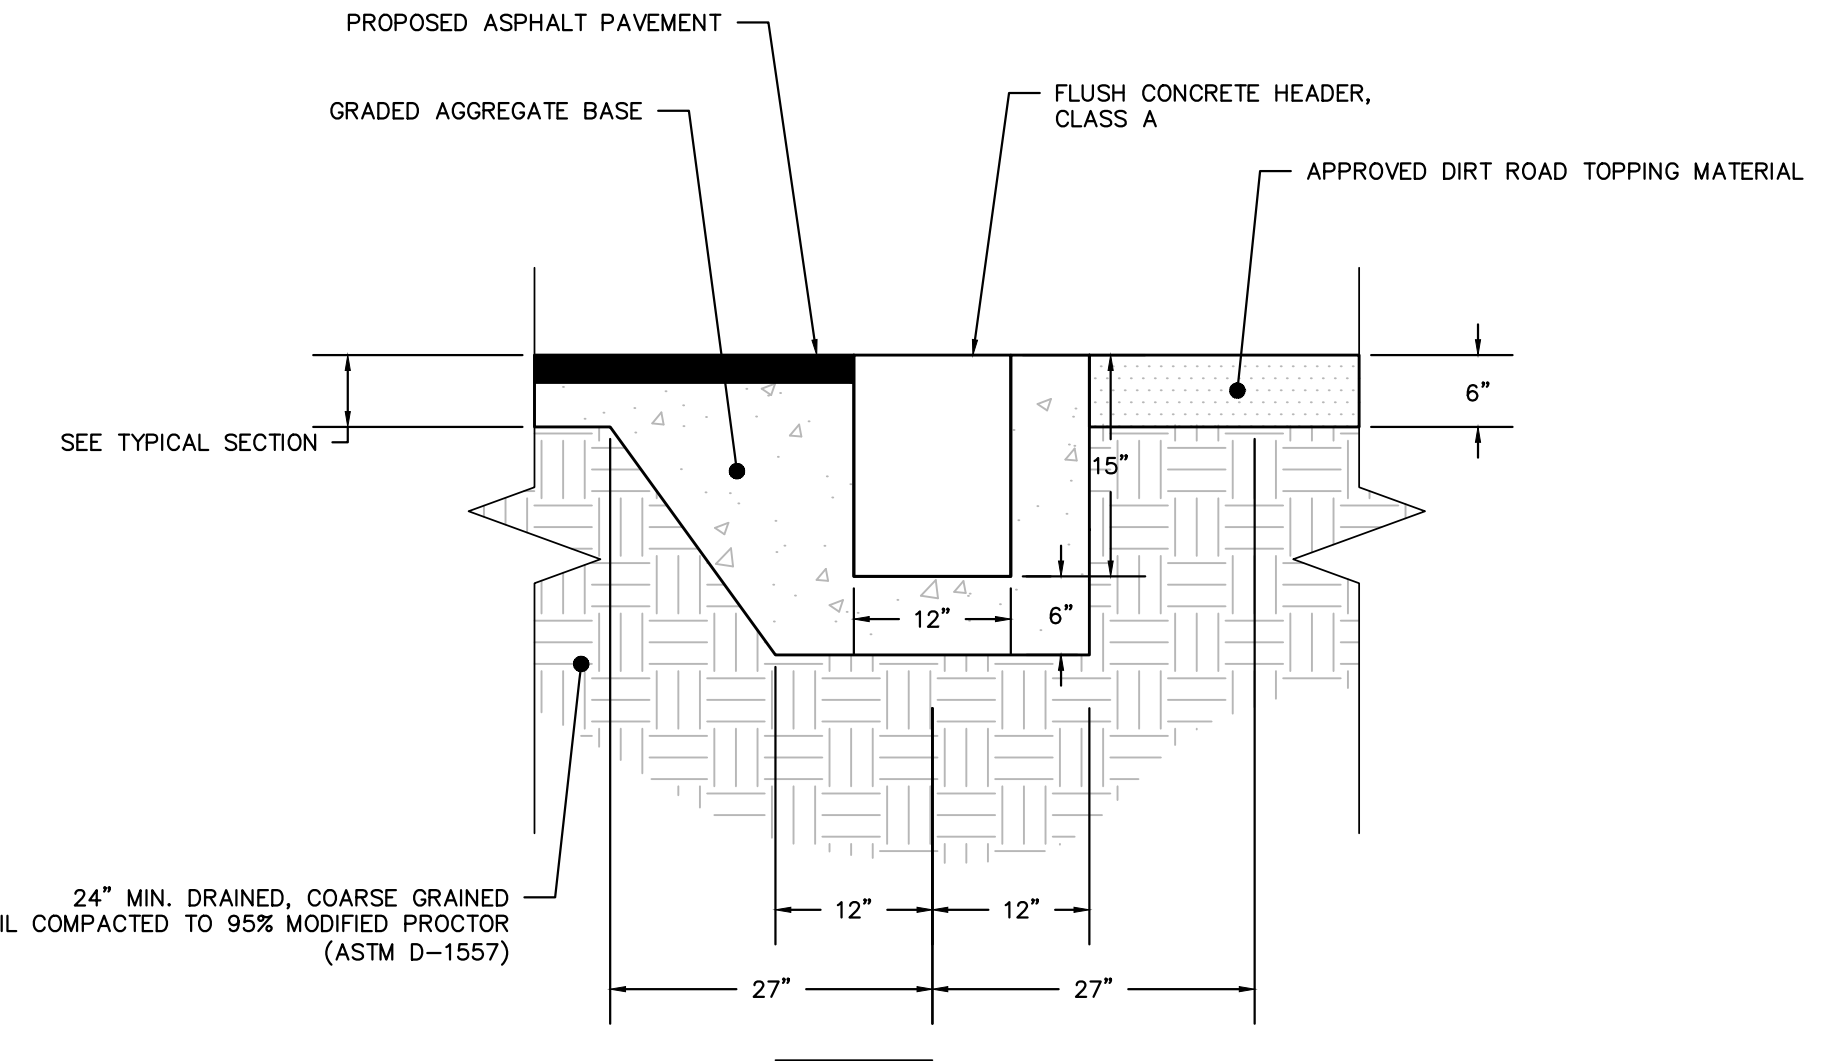 PROPOSED ASPHALT PAVEMENT
GRADED AGGREGATE BASE
FLUSH CONCRETE HEADER,
CLASS A
APPROVED DIRT ROAD TOPPING MATERIAL
6”
SEE TYPICAL SECTION
15”
12”
6”
24” MIN. DRAINED, COARSE GRAINED
COMPACTED TO 95% MODIFIED PROCTOR
(ASTM D-1557)
12”
12”
27”
27”